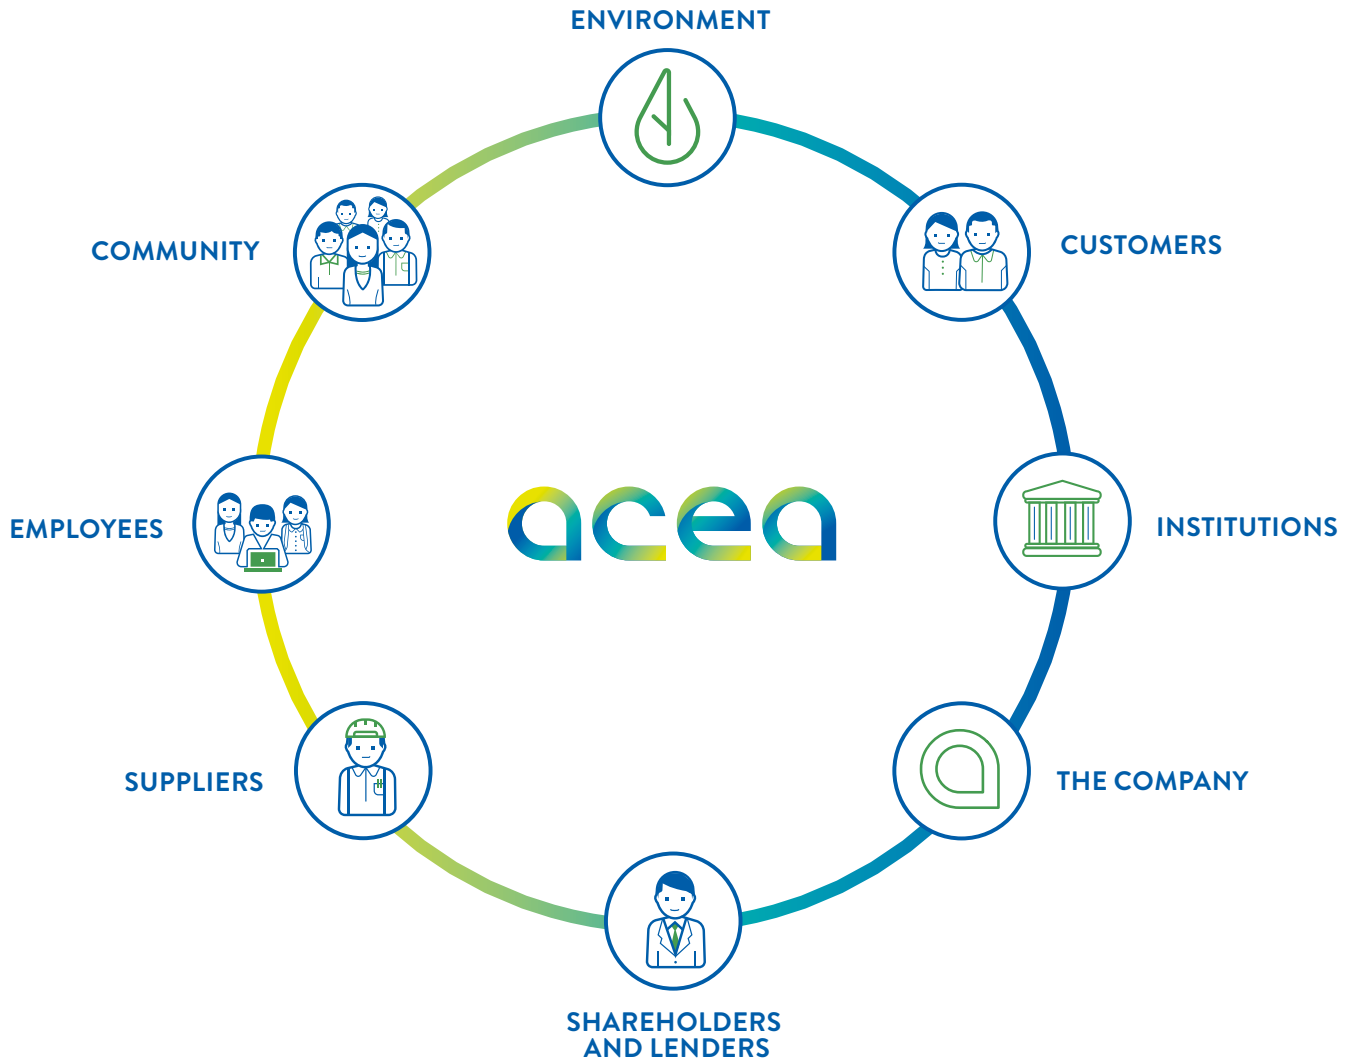 ENVIRONMENT
COMMUNITY
CUSTOMERS
acea
EMPLOYEES
INSTITUTIONS
SUPPLIERS
THE COMPANY
SHAREHOLDERS
AND LENDERS